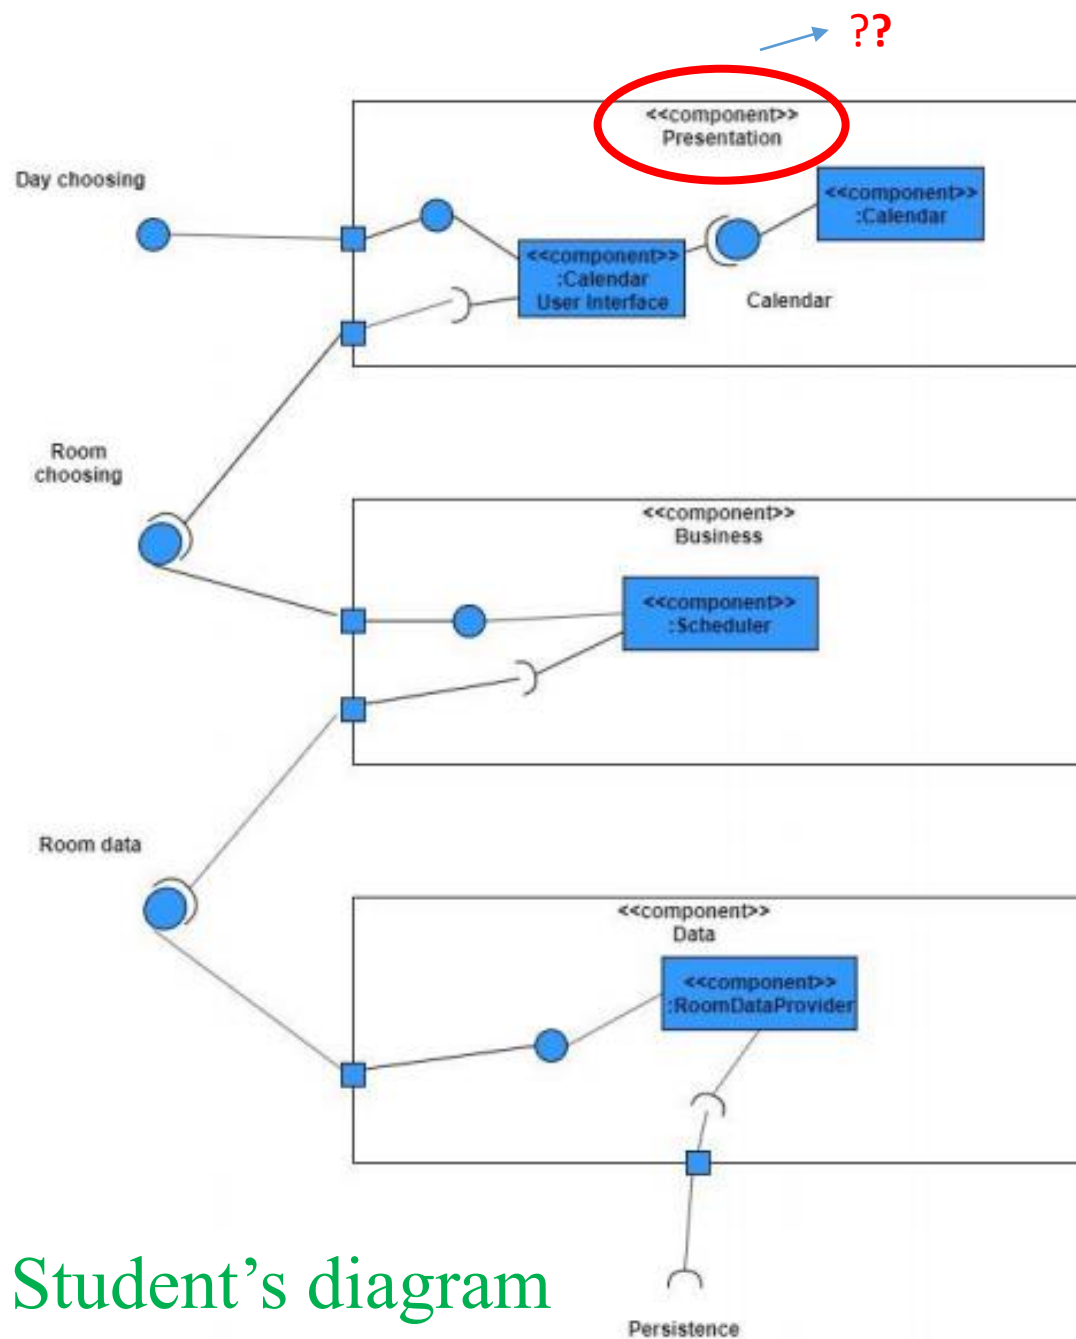 ??
<<component>>
Presentation
Day choosing
<<component>>
:Calendar
<<component>>
:Calendar
User Interface
Calendar
Room
choosing
<<component>>
Business
<<component>>
:Scheduler
Room data
<<component>>
Data
<<component>>
:RoomDataProvider
Student’s diagram
Persistence